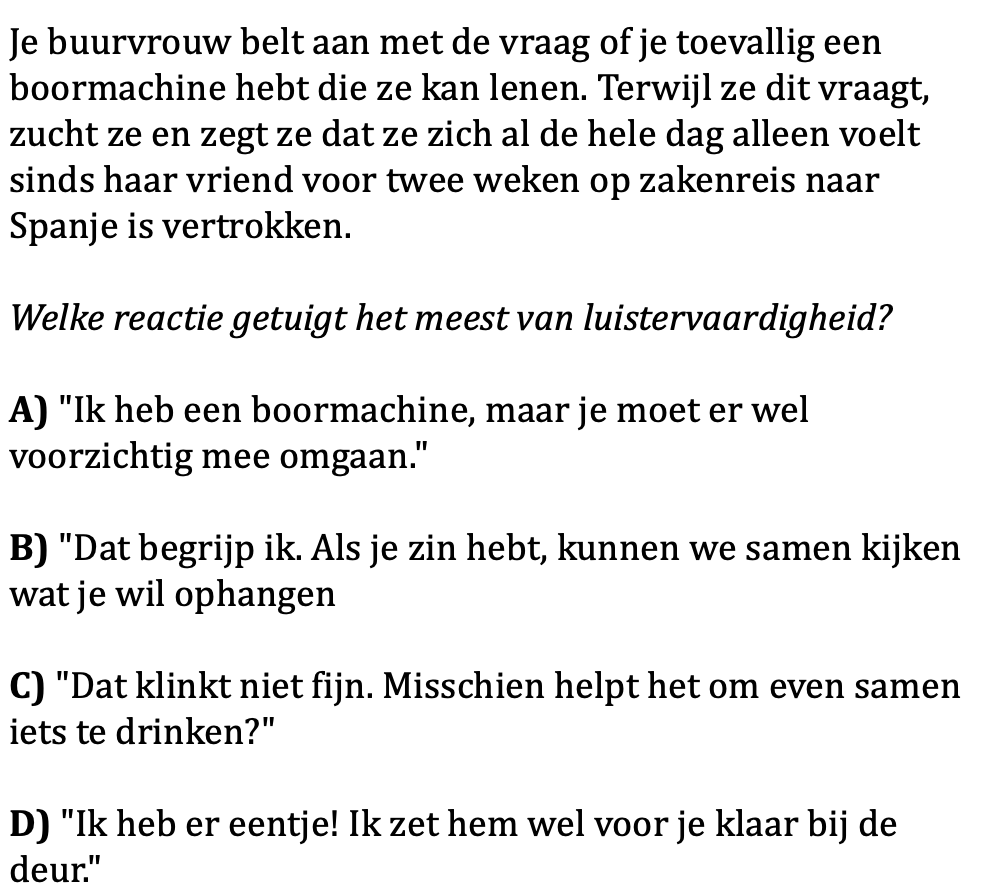 Je buurvrouw belt aan met de vraag of je toevallig een
boormachine hebt die ze kan lenen. Terwijl ze dit vraagt,
zucht ze en zegt ze dat ze zich al de hele dag alleen voelt
sinds haar vriend voor twee weken op zakenreis naar
Spanje is vertrokken.
Welke reactie getuigt het meest van luistervaardigheid?
A) "Ik heb een boormachine, maar je moet er wel
voorzichtig mee omgaan."
B) "Dat begrijp ik. Als je zin hebt, kunnen we samen kijken
wat je wil ophangen
C) "Dat klinkt niet fijn. Misschien helpt het om even samen
iets te drinken?"
D) "Ik heb er eentje! Ik zet hem wel voor je klaar bij de
deur."